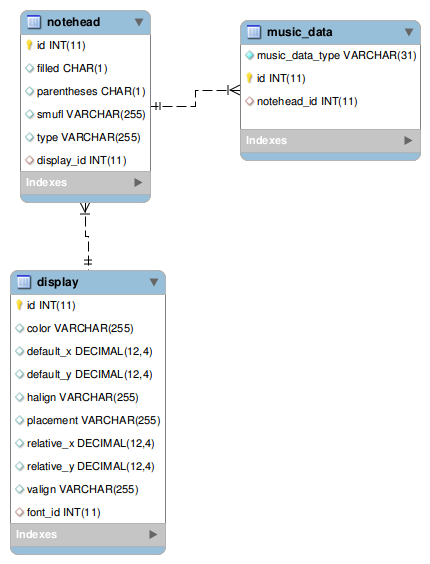 notehead
id INT(11)
filled CHAR(1)
parentheses CHAR(1)
smufl VARCHAR(255)
type VARCHAR(255)
display_id INT(11)
Indexes
music_data
music_data_type VARCHAR(31)
id INT(11)
notehead_id INT(11)
Indexes
display
id INT(11)
color VARCHAR(255)
default_x DECIMAL(12,4)
default_y DECIMAL(12,4)
halign VARCHAR(255)
placement VARCHAR(255)
relative_x DECIMAL(12,4)
relative_y DECIMAL(12,4)
valign VARCHAR(255)
font_id INT(11)
Indexes